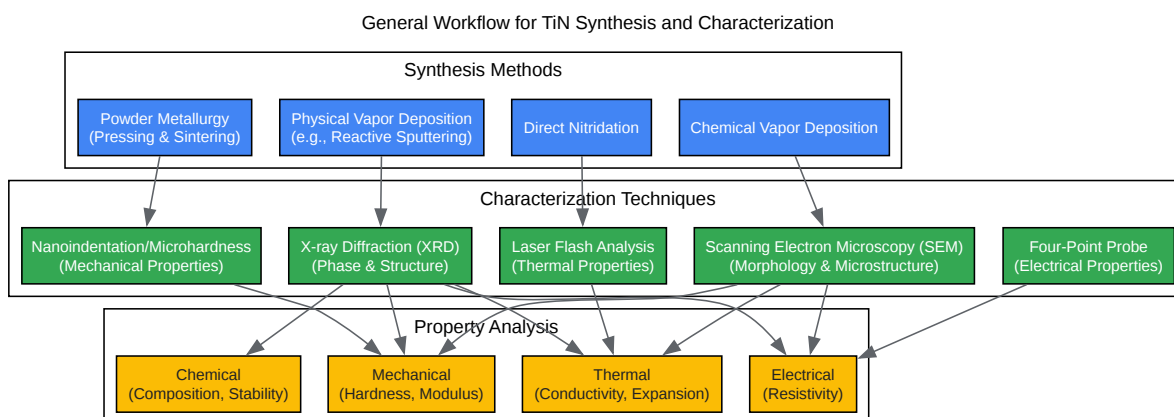 General Workflow for TiN Synthesis and Characterization
Synthesis Methods
Powder Metallurgy
(Pressing & Sintering)
Physical Vapor Deposition
(e.g., Reactive Sputtering)
Direct Nitridation
Chemical Vapor Deposition
Characterization Techniques
Nanoindentation/Microhardness
(Mechanical Properties)
X-ray Diffraction (XRD)
(Phase & Structure)
Laser Flash Analysis
(Thermal Properties)
Scanning Electron Microscopy (SEM)
(Morphology & Microstructure)
Four-Point Probe
(Electrical Properties)
Property Analysis
Chemical
(Composition, Stability)
Mechanical
(Hardness, Modulus)
Thermal
(Conductivity, Expansion)
Electrical
(Resistivity)